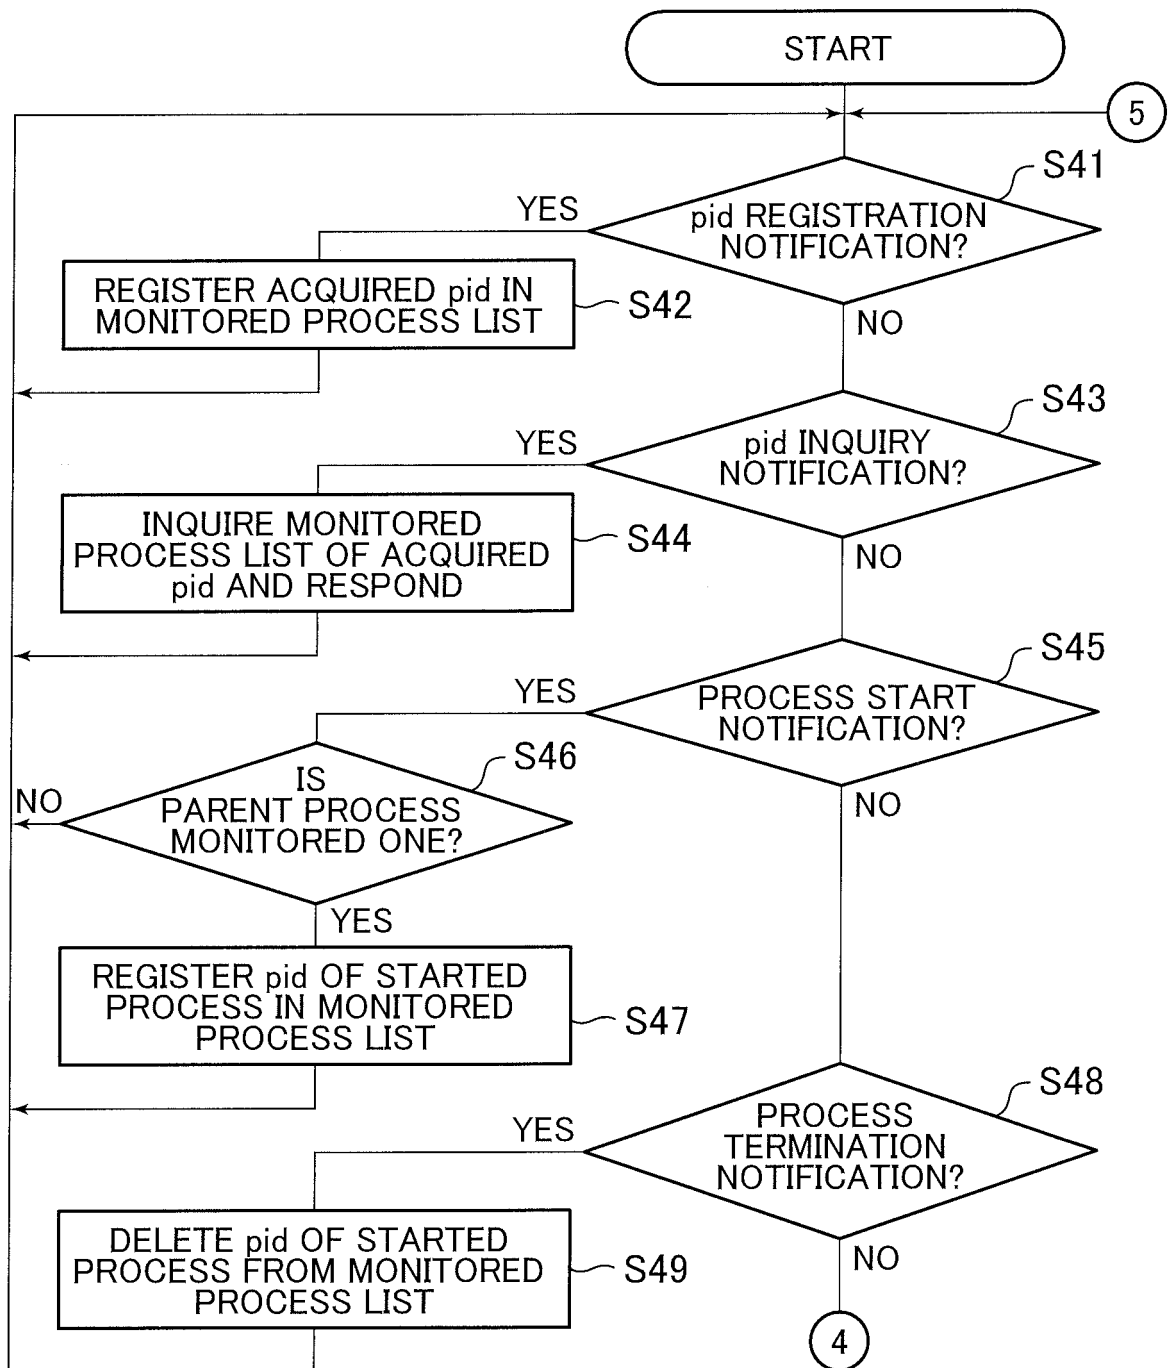 START
5
S41
YES
pid REGISTRATION
NOTIFICATION?
REGISTER ACQUIRED pid IN
MONITORED PROCESS LIST
S42
NO
S43
YES
pid INQUIRY
NOTIFICATION?
INQUIRE MONITORED
PROCESS LIST OF ACQUIRED
pid AND RESPOND
S44
NO
S45
YES
PROCESS START
NOTIFICATION?
S46
IS
PARENT PROCESS
MONITORED ONE?
NO
NO
YES
REGISTER pid OF STARTED
PROCESS IN MONITORED
PROCESS LIST
S47
S48
YES
PROCESS
TERMINATION
NOTIFICATION?
DELETE pid OF STARTED
PROCESS FROM MONITORED
PROCESS LIST
S49
NO
4